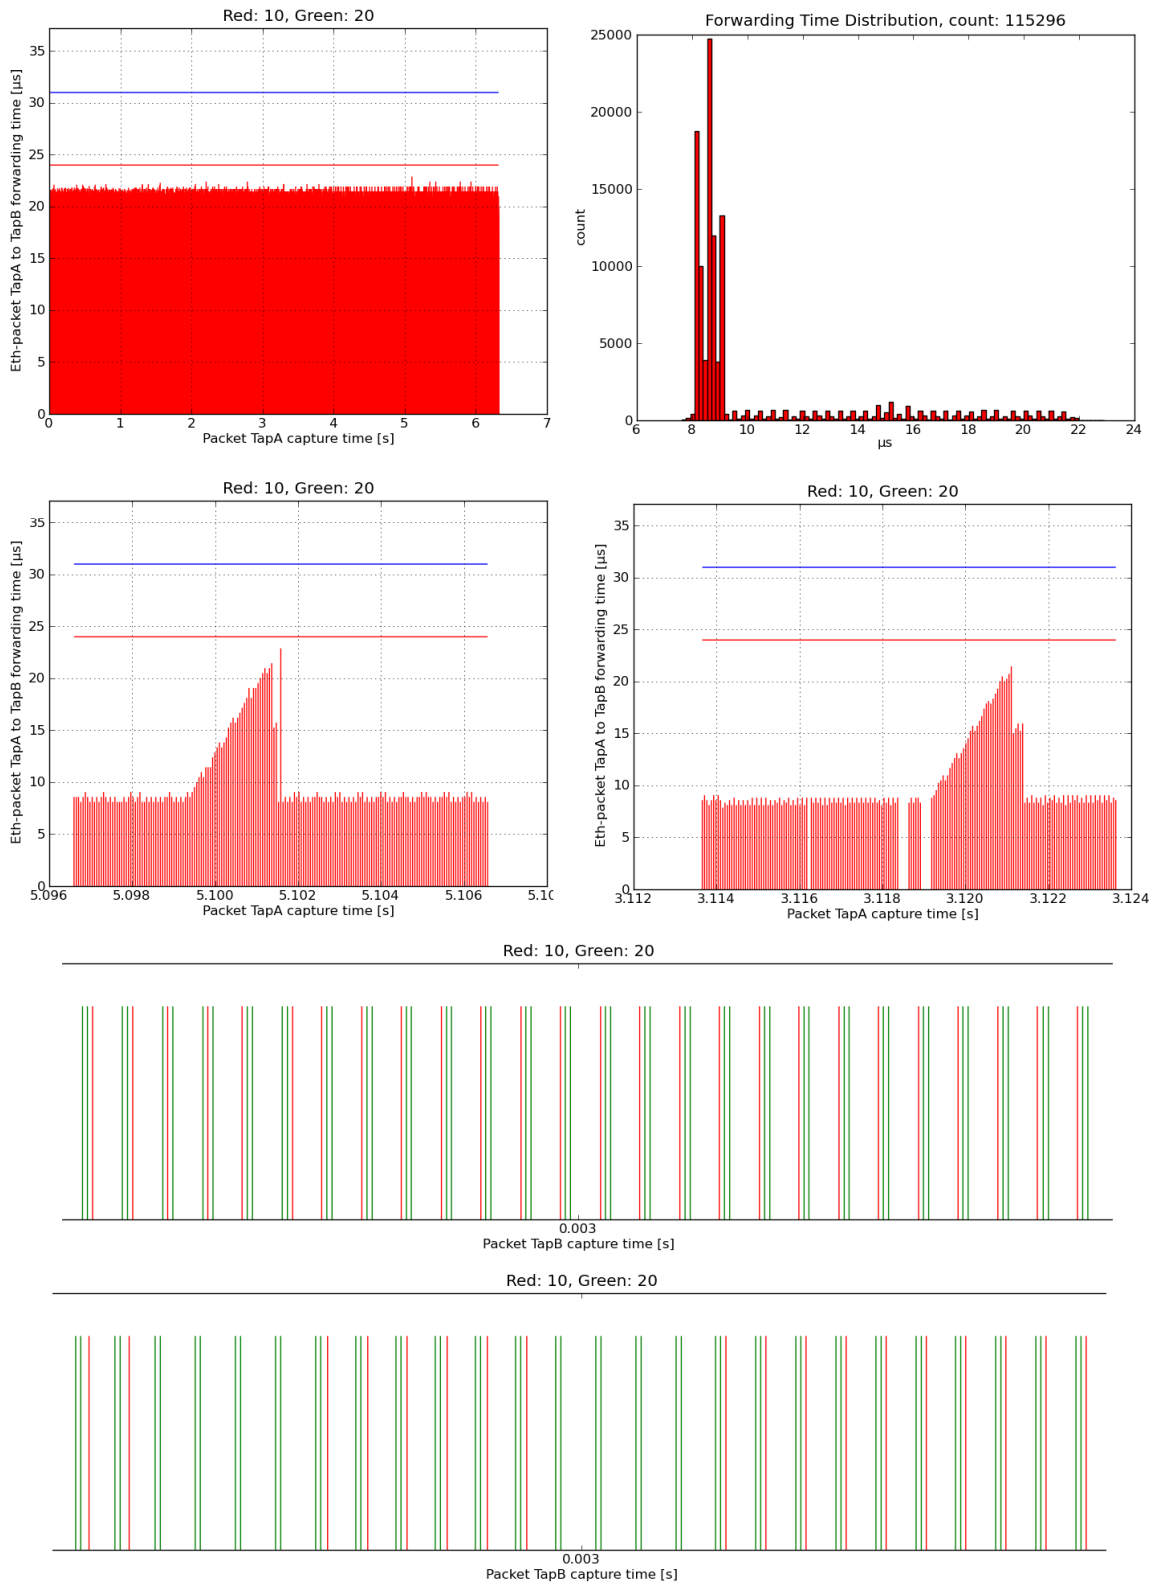 Red: 10, Green: 20
Eth-packet TapA to TapB forwarding time [µs]
35
30
25
20
15
10
5
0
0 1 2 3 4 5 6 7
Packet TapA capture time [s]
Forwarding Time Distribution, count: 115296
count
25000
20000
15000
10000
5000
0
6 8 10 12 14 16 18 20 22 24
µs
Red: 10, Green: 20
Eth-packet TapA to TapB forwarding time [µs]
35
30
25
20
15
10
5
0
5.096 5.098 5.100 5.102 5.104 5.106 5.10
Packet TapA capture time [s]
Red: 10, Green: 20
Eth-packet TapA to TapB forwarding time [µs]
35
30
25
20
15
10
5
0
3.112 3.114 3.116 3.118 3.120 3.122 3.124
Packet TapA capture time [s]
Red: 10, Green: 20
0.003
Packet TapB capture time [s]
Red: 10, Green: 20
0.003
Packet TapB capture time [s]